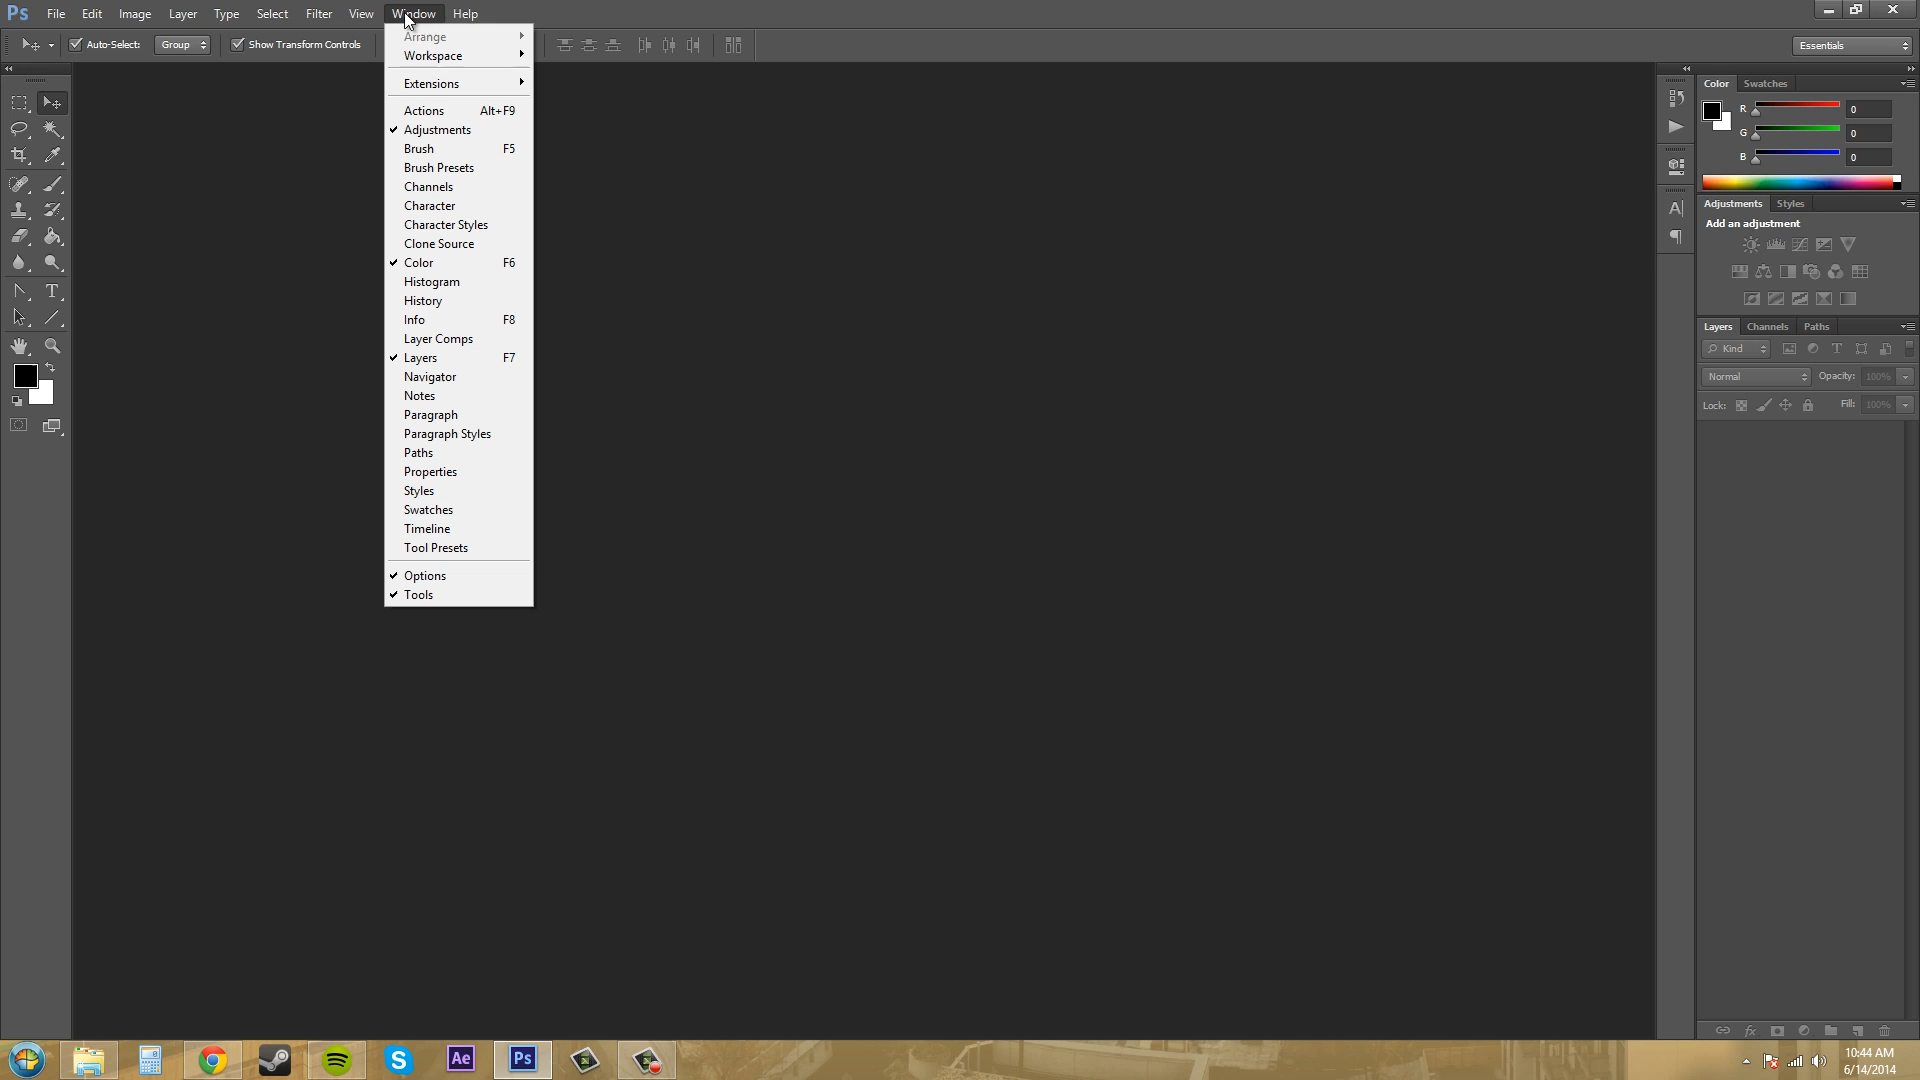 Ps File Edit Image Layer Type Select Filter View Window Help
Auto-Select: Group Show Transform Controls Essentials
Arrange
Workspace
Extensions
Actions Alt+F9
Adjustments
Brush F5
Brush Presets
Channels
Character
Character Styles
Clone Source
Color F6
Histogram
History
Info F8
Layer Comps
Layers F7
Navigator
Notes
Paragraph
Paragraph Styles
Paths
Properties
Styles
Swatches
Timeline
Tool Presets
Options
Tools
Color Swatches
R 0
G 0
B 0
Adjustments Styles
Add an adjustment
Layers Channels Paths
Kind
Normal Opacity: 100%
Lock: Fill: 100%
fx
Ae Ps
10:44 AM
6/14/2014